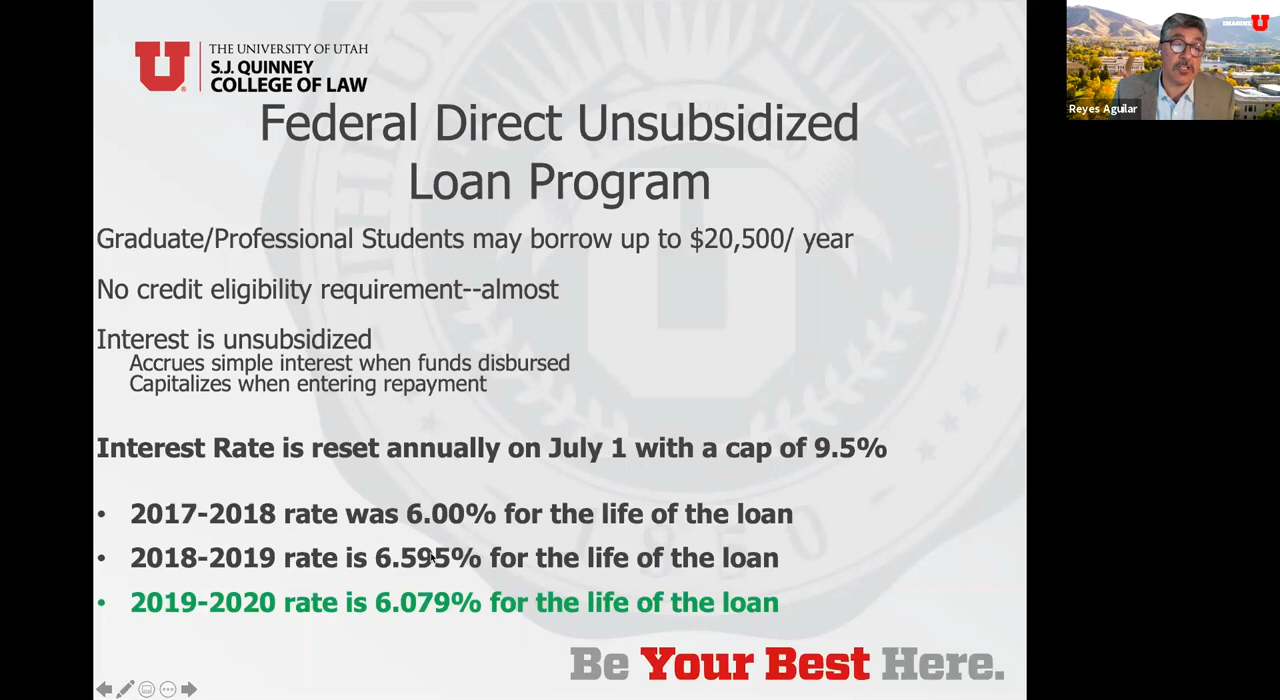 THE UNIVERSITY OF UTAH
S.J. QUINNEY
COLLEGE OF LAW
Federal Direct Unsubsidized
Loan Program
Graduate/Professional Students may borrow up to $20,500/ year
No credit eligibility requirement--almost
Interest is unsubsidized
Accrues simple interest when funds disbursed
Capitalizes when entering repayment
Interest Rate is reset annually on July 1 with a cap of 9.5%
• 2017-2018 rate was 6.00% for the life of the loan
• 2018-2019 rate is 6.595% for the life of the loan
• 2019-2020 rate is 6.079% for the life of the loan
Be Your Best Here.
IMAGINE U
Reyes Aguilar
1850